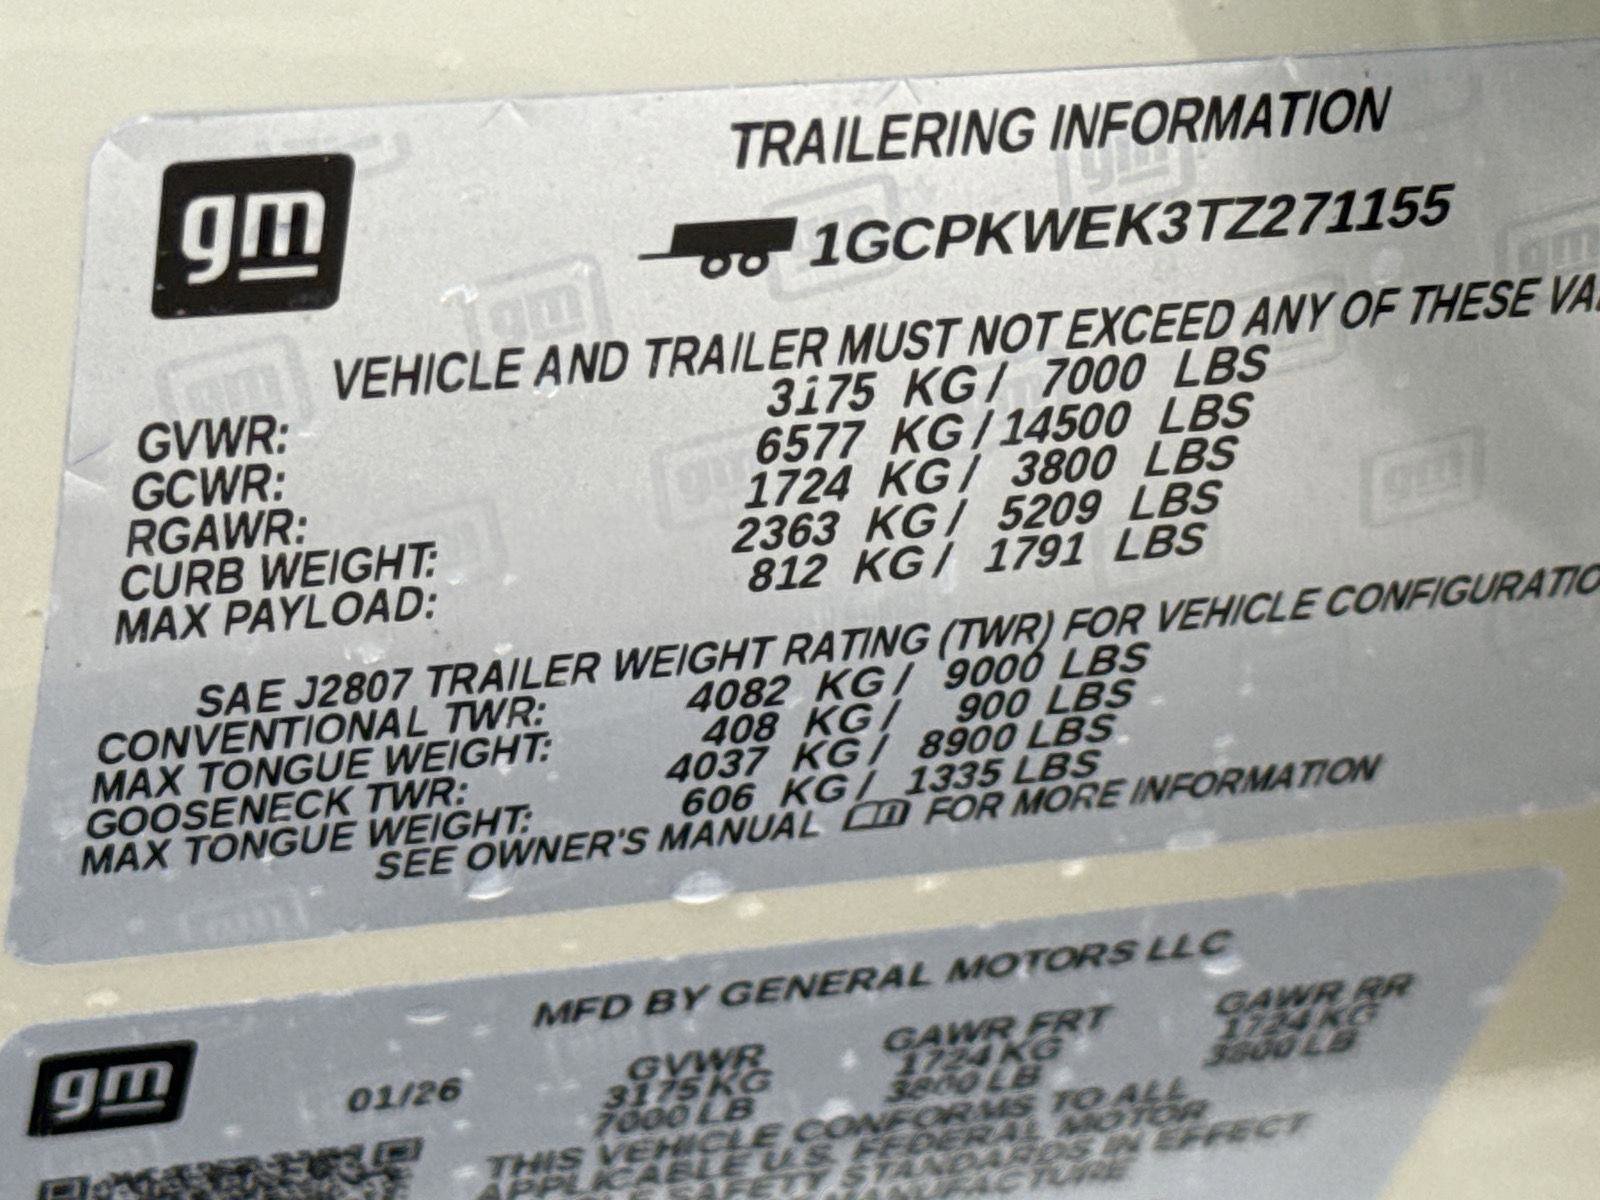 gm
TRAILERING INFORMATION
1GCPKWEK3TZ271155
VEHICLE AND TRAILER MUST NOT EXCEED ANY OF THESE
GVWR: 3175 KG / 7000 LBS
GCWR: 6577 KG / 14500 LBS
RGAWR: 1724 KG / 3800 LBS
CURB WEIGHT: 2363 KG / 5209 LBS
MAX PAYLOAD: 812 KG / 1791 LBS
SAE J2807 TRAILER WEIGHT RATING (TWR) FOR VEHICLE CONFIGURATIO
CONVENTIONAL TWR: 4082 KG / 9000 LBS
MAX TONGUE WEIGHT: 408 KG / 900 LBS
GOOSENECK TWR: 4037 KG / 8900 LBS
MAX TONGUE WEIGHT: 606 KG / 1335 LBS
SEE OWNER'S MANUAL FOR MORE INFORMATION
MFD BY GENERAL MOTORS LLC
gm
01/26
GVWR GAWR FRT GAWR RR
3175 KG 1724 KG 1724 KG
7000 LB 3800 LB 3800 LB
THIS VEHICLE CONFORMS TO ALL
APPLICABLE U.S. FEDERAL MOTOR
SAFETY STANDARDS IN EFFECT
MANUFACTURE